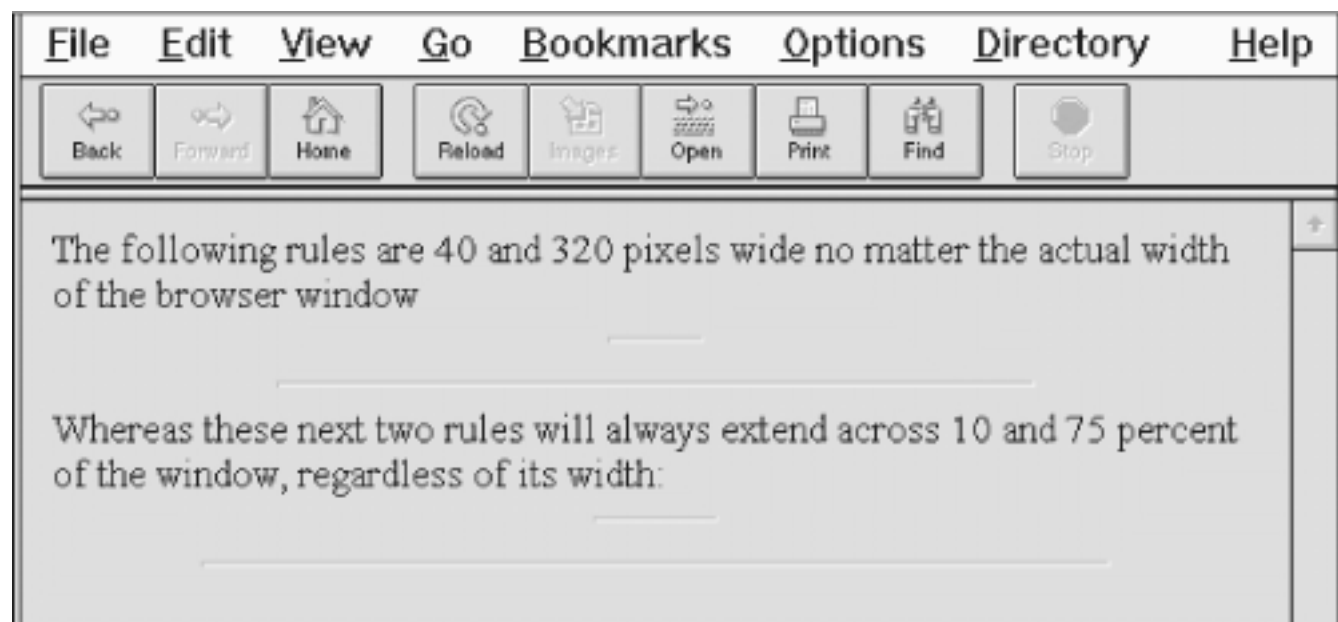 File Edit View Go Bookmarks Options Directory Help
Back Forward Home Reload Images Open Print Find Stop
The following rules are 40 and 320 pixels wide no matter the actual width
of the browser window
Whereas these next two rules will always extend across 10 and 75 percent
of the window, regardless of its width: